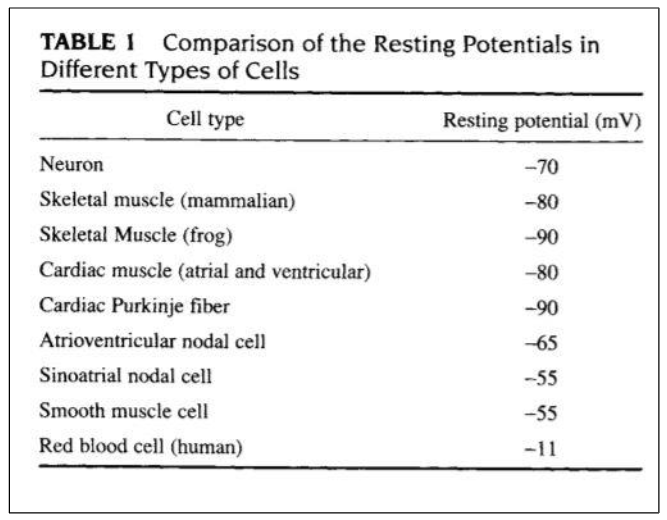 TABLE 1 Comparison of the Resting Potentials in
Different Types of Cells
Cell type Resting potential (mV)
Neuron –70
Skeletal muscle (mammalian) –80
Skeletal Muscle (frog) –90
Cardiac muscle (atrial and ventricular) –80
Cardiac Purkinje fiber –90
Atrioventricular nodal cell –65
Sinoatrial nodal cell –55
Smooth muscle cell –55
Red blood cell (human) –11